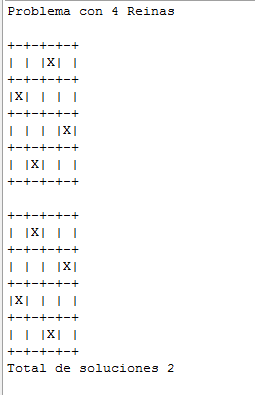 Problema con 4 Reinas
+-+-+-+-+
| | |X| |
+-+-+-+-+
|X| | | |
+-+-+-+-+
| | | |X|
+-+-+-+-+
| |X| | |
+-+-+-+-+
+-+-+-+-+
| |X| | |
+-+-+-+-+
| | | |X|
+-+-+-+-+
|X| | | |
+-+-+-+-+
| | |X| |
+-+-+-+-+
Total de soluciones 2